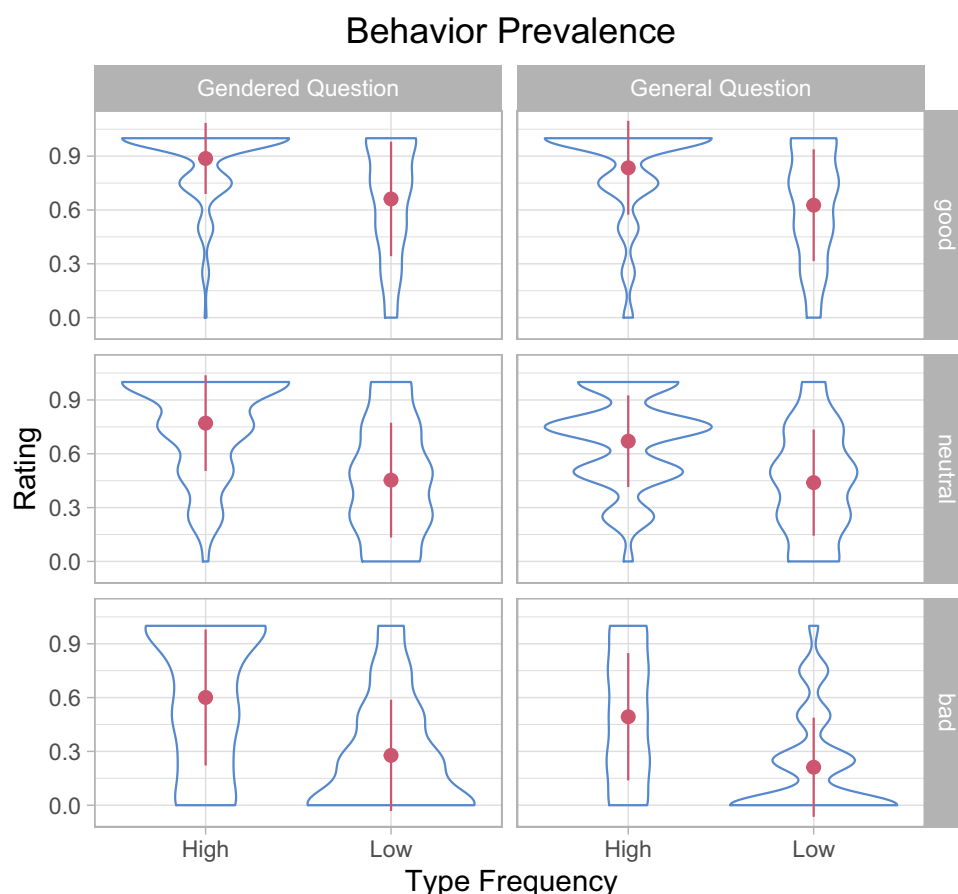 Behavior Prevalence
Gendered Question
General Question
0.9
0.6
0.3
0.0
good
Rating
0.9
0.6
0.3
0.0
neutral
0.9
0.6
0.3
0.0
bad
High
Low
High
Low
Type Frequency